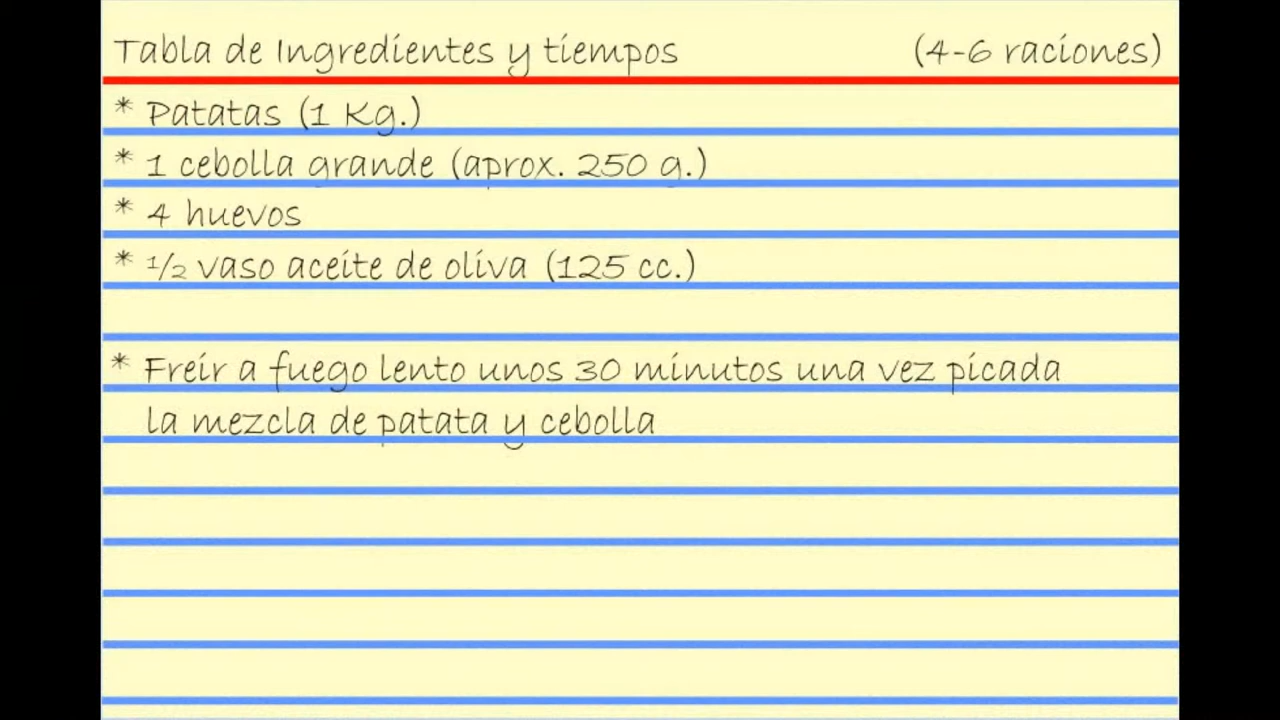 Tabla de Ingredientes y tiempos (4-6 raciones)
* Patatas (1 Kg.)
* 1 cebolla grande (aprox. 250 g.)
* 4 huevos
* 1/2 vaso aceite de oliva (125 cc.)
* Freir a fuego lento unos 30 minutos una vez picada
la mezcla de patata y cebolla